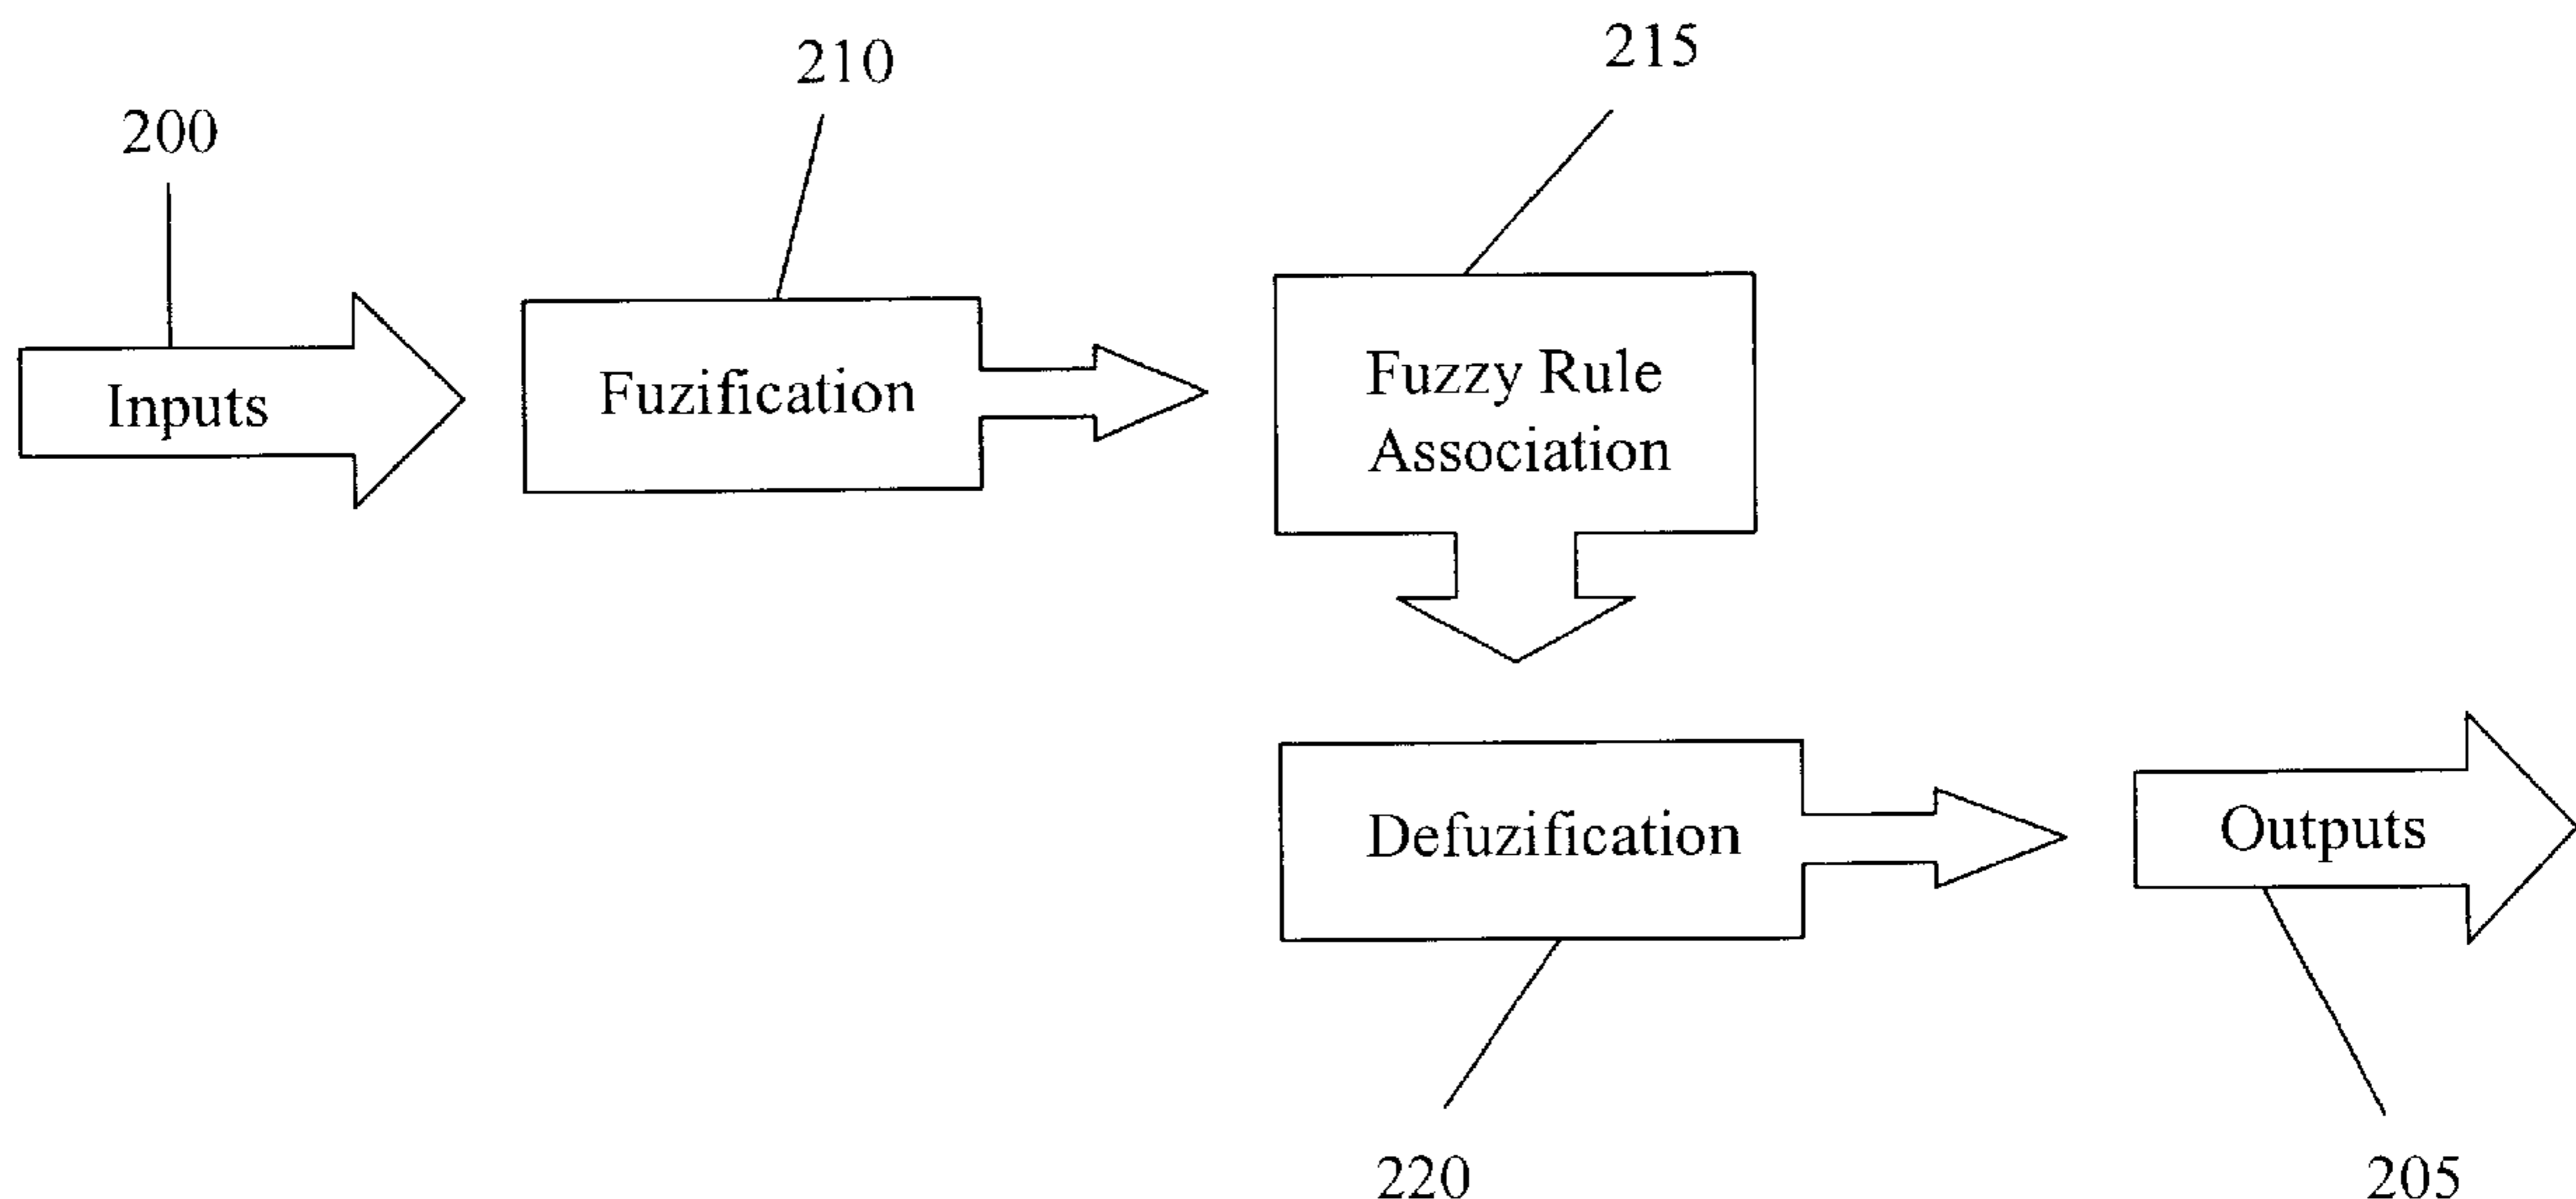 210
215
200
Inputs
Fuzification
Fuzzy Rule
Association
Defuzification
Outputs
220
205